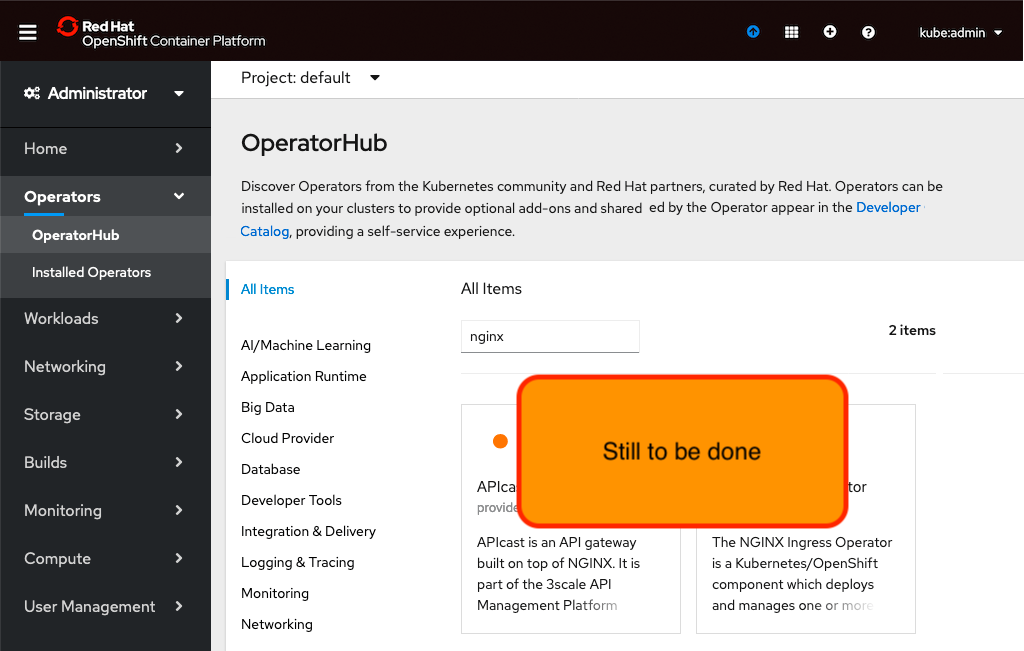 Red Hat
OpenShift Container Platform
kube:admin
Administrator
Project: default
Home
Operators
OperatorHub
Installed Operators
Workloads
Networking
Storage
Builds
Monitoring
Compute
User Management
OperatorHub
Discover Operators from the Kubernetes community and Red Hat partners, curated by Red Hat. Operators can be
installed on your clusters to provide optional add-ons and shared ed by the Operator appear in the Developer
Catalog, providing a self-service experience.
All Items
AI/Machine Learning
Application Runtime
Big Data
Cloud Provider
Database
Developer Tools
Integration & Delivery
Logging & Tracing
Monitoring
Networking
All Items
nginx
2 items
Still to be done
APIca
provide
APIcast is an API gateway
built on top of NGINX. It is
part of the 3scale API
Management Platform
tor
The NGINX Ingress Operator
is a Kubernetes/OpenShift
component which deploys
and manages one or more